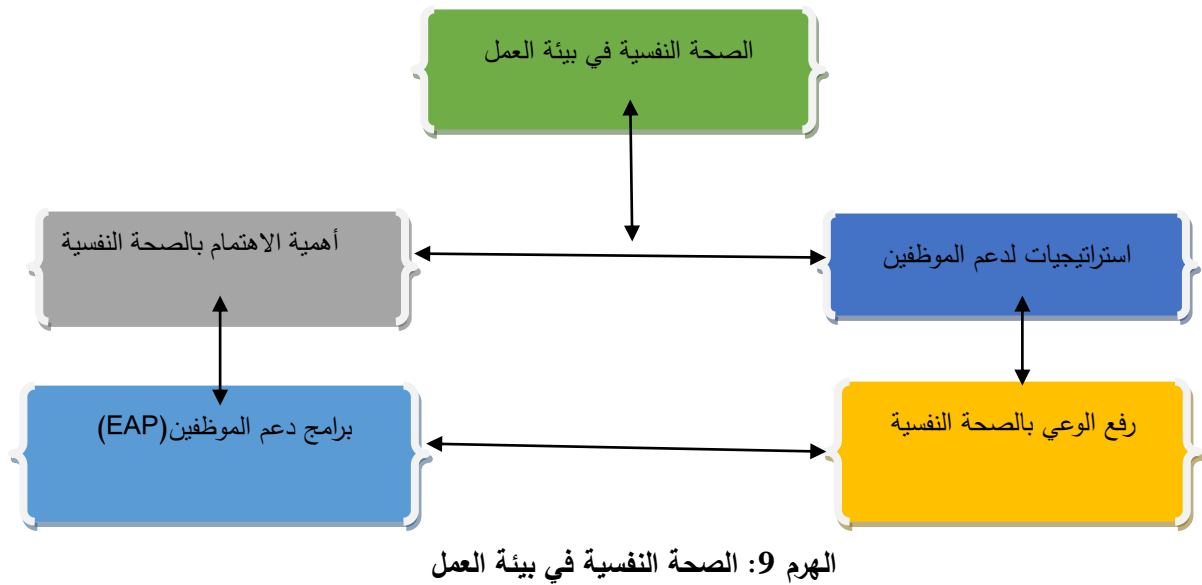 الصحة النفسية في بيئة العمل
استراتيجيات لدعم الموظفين
أهمية الاهتمام بالصحة النفسية
رفع الوعي بالصحة النفسية
برامج دعم الموظفين(EAP)
الهرم 9: الصحة النفسية في بيئة العمل